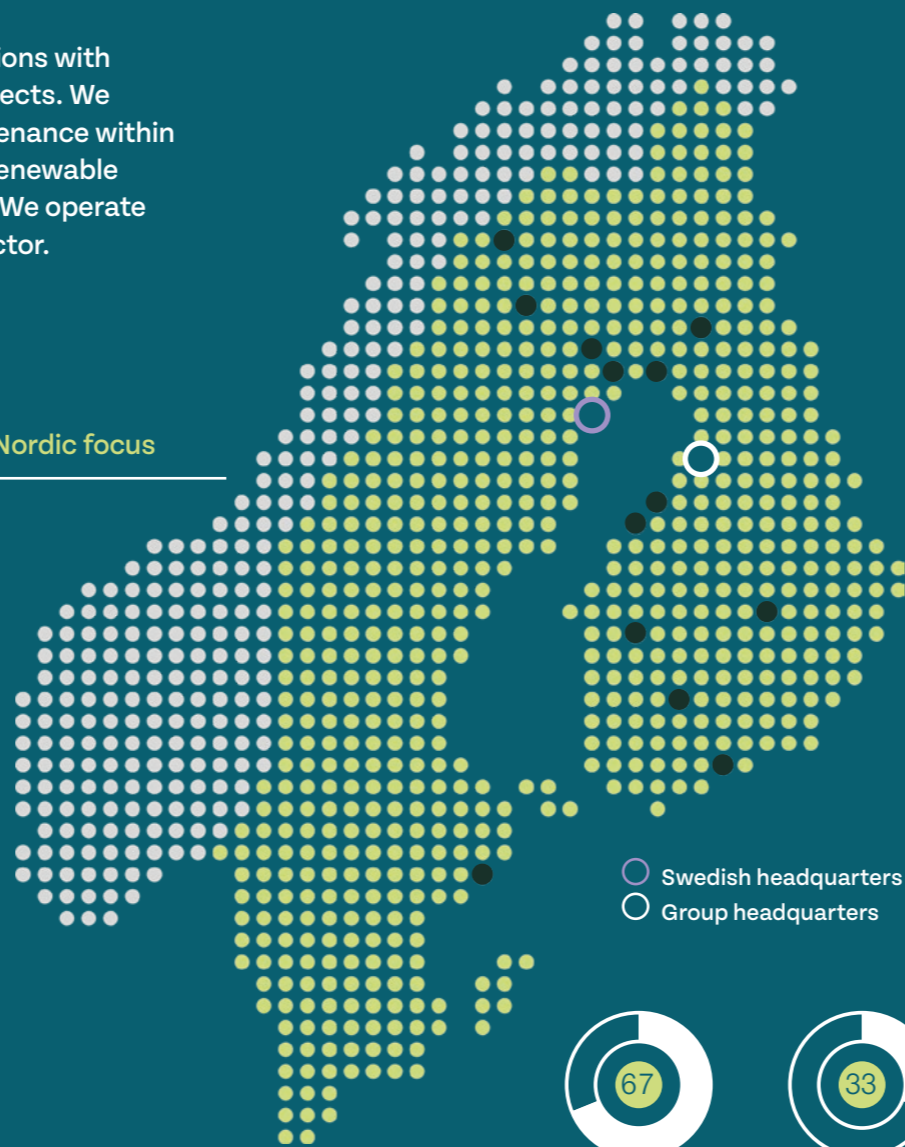 ions with
ects. We
enance within
enewable
We operate
ctor.
Nordic focus
Swedish headquarters
Group headquarters
67
33